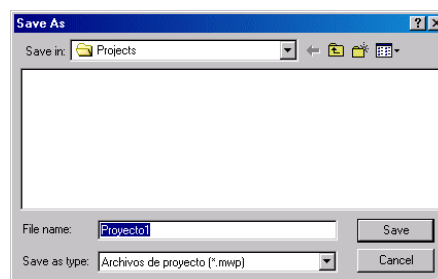 Save As
Save in: Projects
File name: Proyecto1 Save
Save as type: Archivos de proyecto (*.mwp) Cancel